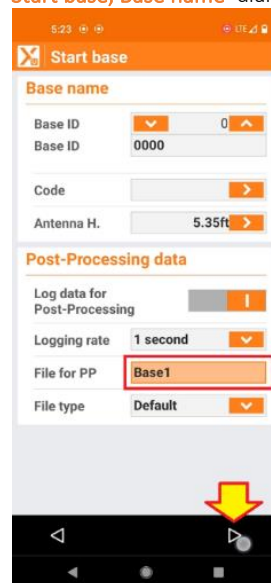 Start base, Base name
5:23 LTE
Start base
Base name
Base ID 0
Base ID 0000
Code
Antenna H. 5.35ft
Post-Processing data
Log data for
Post-Processing
Logging rate 1 second
File for PP Base1
File type Default